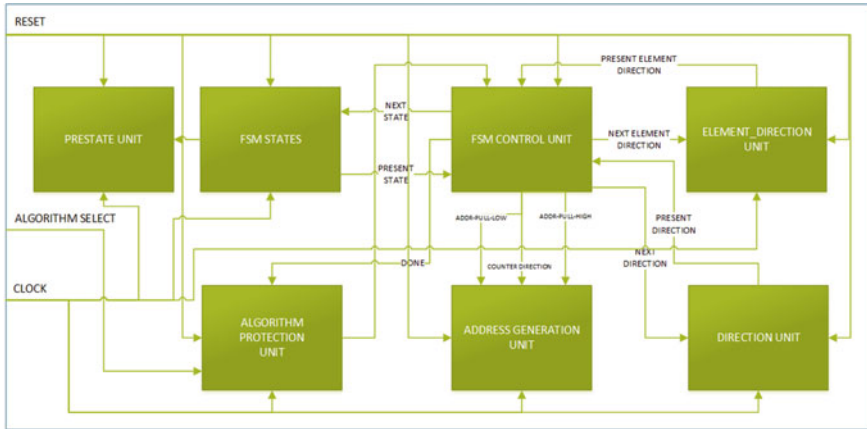 RESET
PRESENT ELEMENT
DIRECTION
PRESTATE UNIT
FSM STATES
NEXT
STATE
FSM CONTROL UNIT
NEXT ELEMENT
DIRECTION
ELEMENT_DIRECTION
UNIT
PRESENT
STATE
ALGORITHM SELECT
ADDR-PULL-LOW
ADDR-PULL-HIGH
PRESENT
DIRECTION
NEXT
DIRECTION
DONE
COUNTER DIRECTION
CLOCK
ALGORITHM
PROTECTION
UNIT
ADDRESS GENERATION
UNIT
DIRECTION UNIT